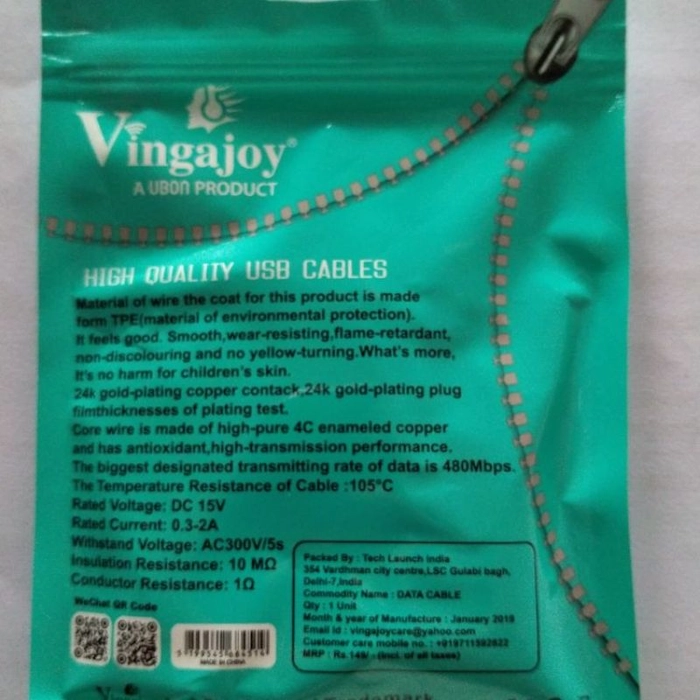 Vingajoy®
A UBON PRODUCT
HIGH QUALITY USB CABLES
Material of wire the coat for this product is made
form TPE(material of environmental protection).
It feels good. Smooth,wear-resisting,flame-retardant,
non-discolouring and no yellow-turning.What's more,
It's no harm for children's skin.
24k gold-plating copper contack,24k gold-plating plug
filmthicknesses of plating test.
Core wire is made of high-pure 4C enameled copper
and has antioxidant,high-transmission performance.
The biggest designated transmitting rate of data is 480Mbps.
The Temperature Resistance of Cable :105°C
Rated Voltage: DC 15V
Rated Current: 0.3-2A
Withstand Voltage: AC300V/5s
Insulation Resistance: 10 MΩ
Conductor Resistance: 1Ω
WeChat QR Code
MADE IN CHINA
Packed By : Tech Launch India
354 Vardhman city centre,LSC Gulabi bagh,
Delhi-7,India
Commodity Name : DATA CABLE
Qty : 1 Unit
Month & year of Manufacture : January 2019
Email id : vingajoycare@yahoo.com
Customer care mobile no. : +919711592622
MRP : Rs.149/- (Incl. of all taxes)